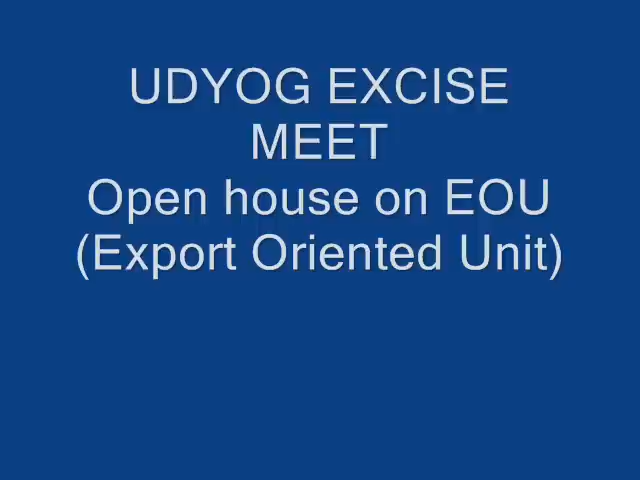 UDYOG EXCISE
MEET
Open house on EOU
(Export Oriented Unit)